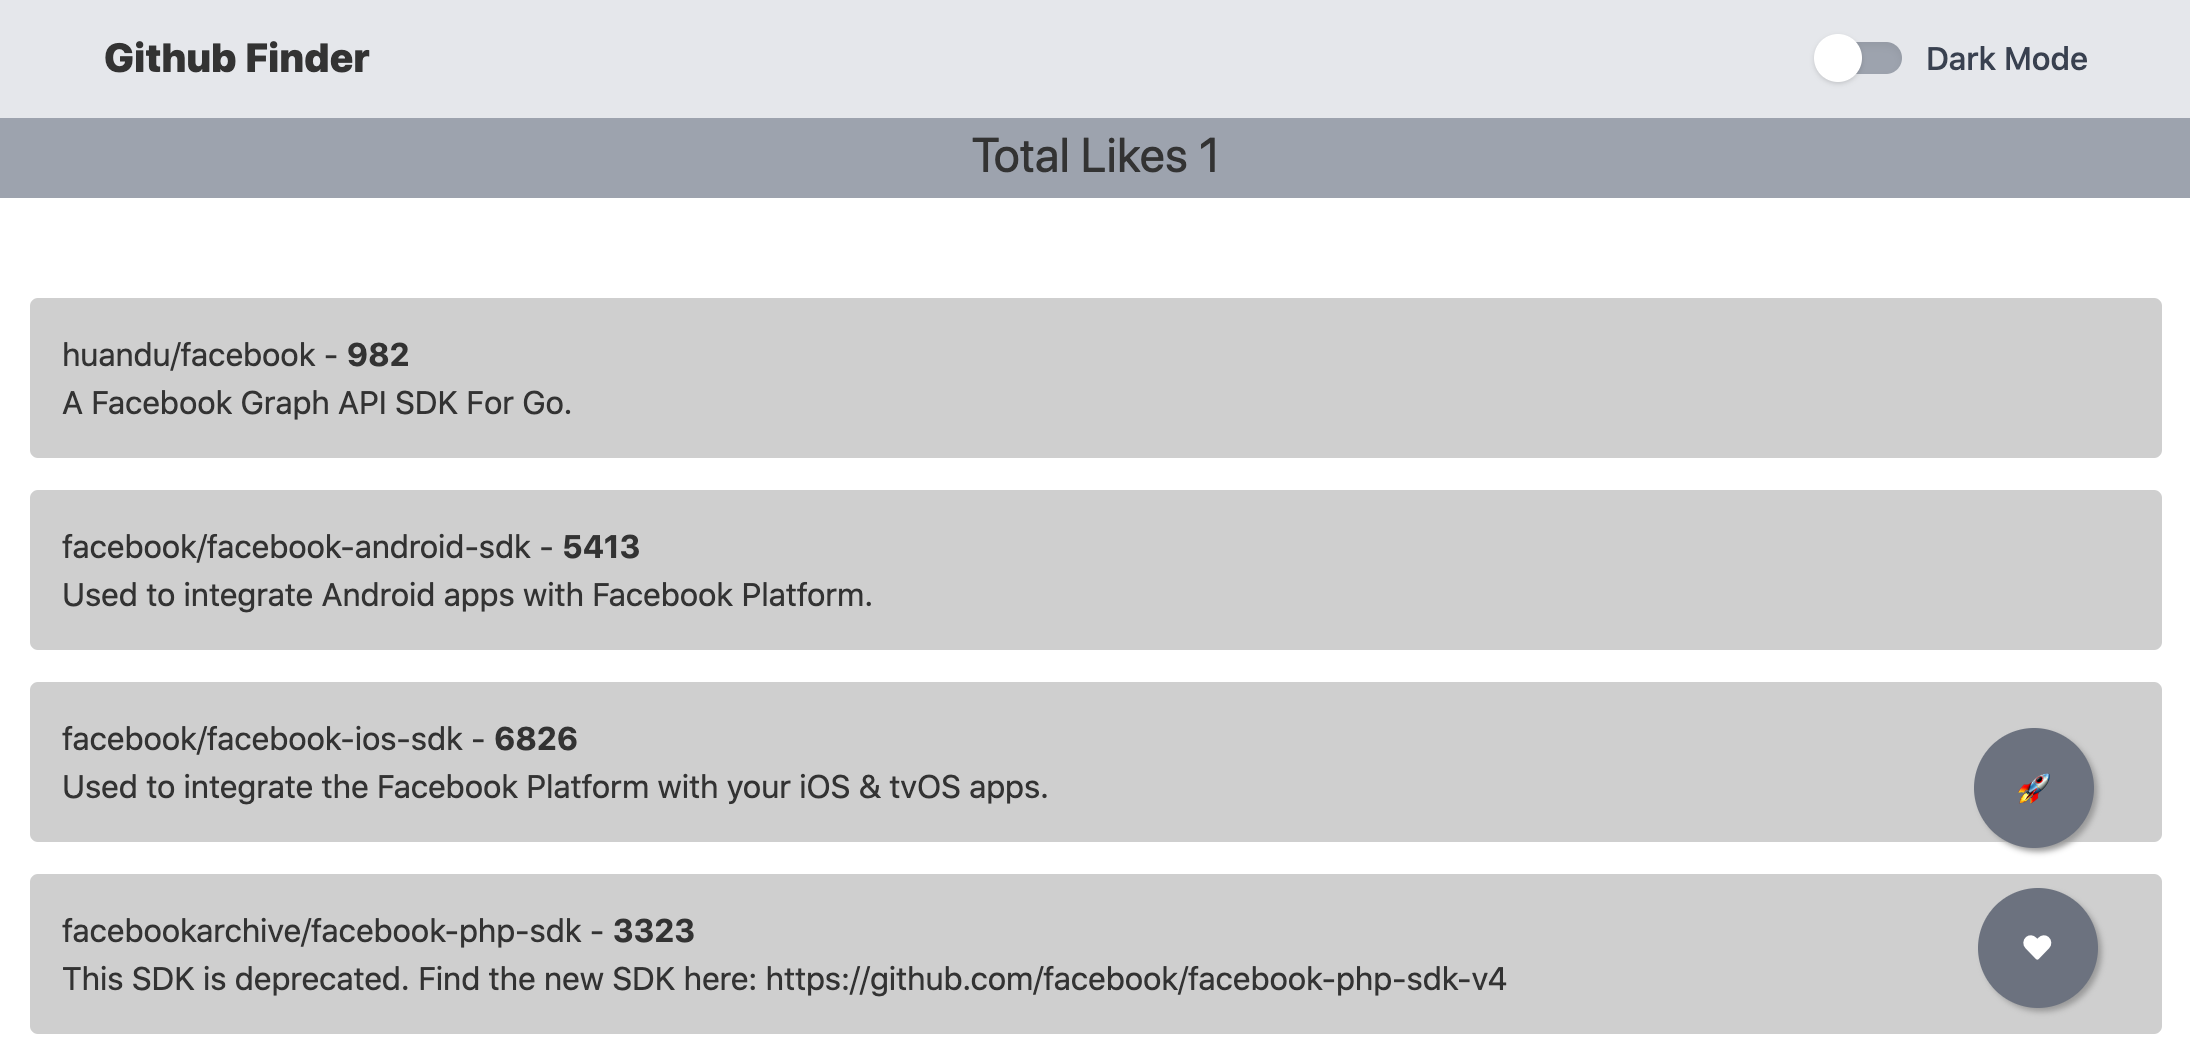 Github Finder
Dark Mode
Total Likes 1
huandu/facebook - 982
A Facebook Graph API SDK For Go.
facebook/facebook-android-sdk - 5413
Used to integrate Android apps with Facebook Platform.
facebook/facebook-ios-sdk - 6826
Used to integrate the Facebook Platform with your iOS & tvOS apps.
facebookarchive/facebook-php-sdk - 3323
This SDK is deprecated. Find the new SDK here: https://github.com/facebook/facebook-php-sdk-v4